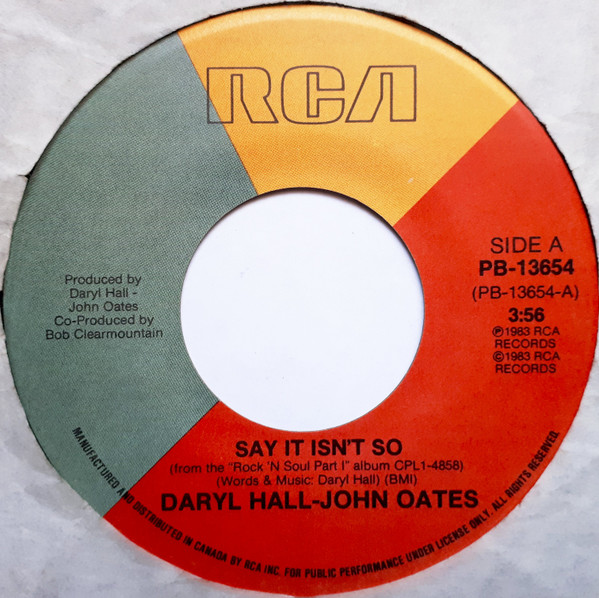 RCA
SIDE A
PB-13654
(PB-13654-A)
3:56
℗1983 RCA
RECORDS
©1983 RCA
RECORDS
Produced by
Daryl Hall -
John Oates
Co-Produced by
Bob Clearmountain
SAY IT ISN'T SO
(from the "Rock 'N Soul Part I" album CPL1-4858)
(Words & Music: Daryl Hall) (BMI)
DARYL HALL-JOHN OATES
MANUFACTURED AND DISTRIBUTED IN CANADA BY RCA INC. FOR PUBLIC PERFORMANCE UNDER LICENSE ONLY. ALL RIGHTS RESERVED.